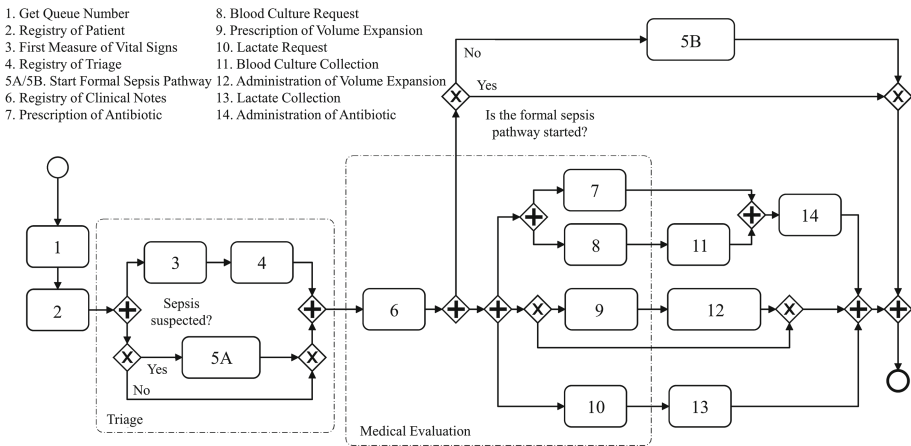 1. Get Queue Number
2. Registry of Patient
3. First Measure of Vital Signs
4. Registry of Triage
5A/5B. Start Formal Sepsis Pathway
6. Registry of Clinical Notes
7. Prescription of Antibiotic
8. Blood Culture Request
9. Prescription of Volume Expansion
10. Lactate Request
11. Blood Culture Collection
12. Administration of Volume Expansion
13. Lactate Collection
14. Administration of Antibiotic
No
5B
X
Yes
X
Is the formal sepsis
pathway started?
1
2
3
4
Sepsis
suspected?
X
Yes
5A
X
No
Triage
6
7
8
11
14
X
9
12
X
10
13
Medical Evaluation